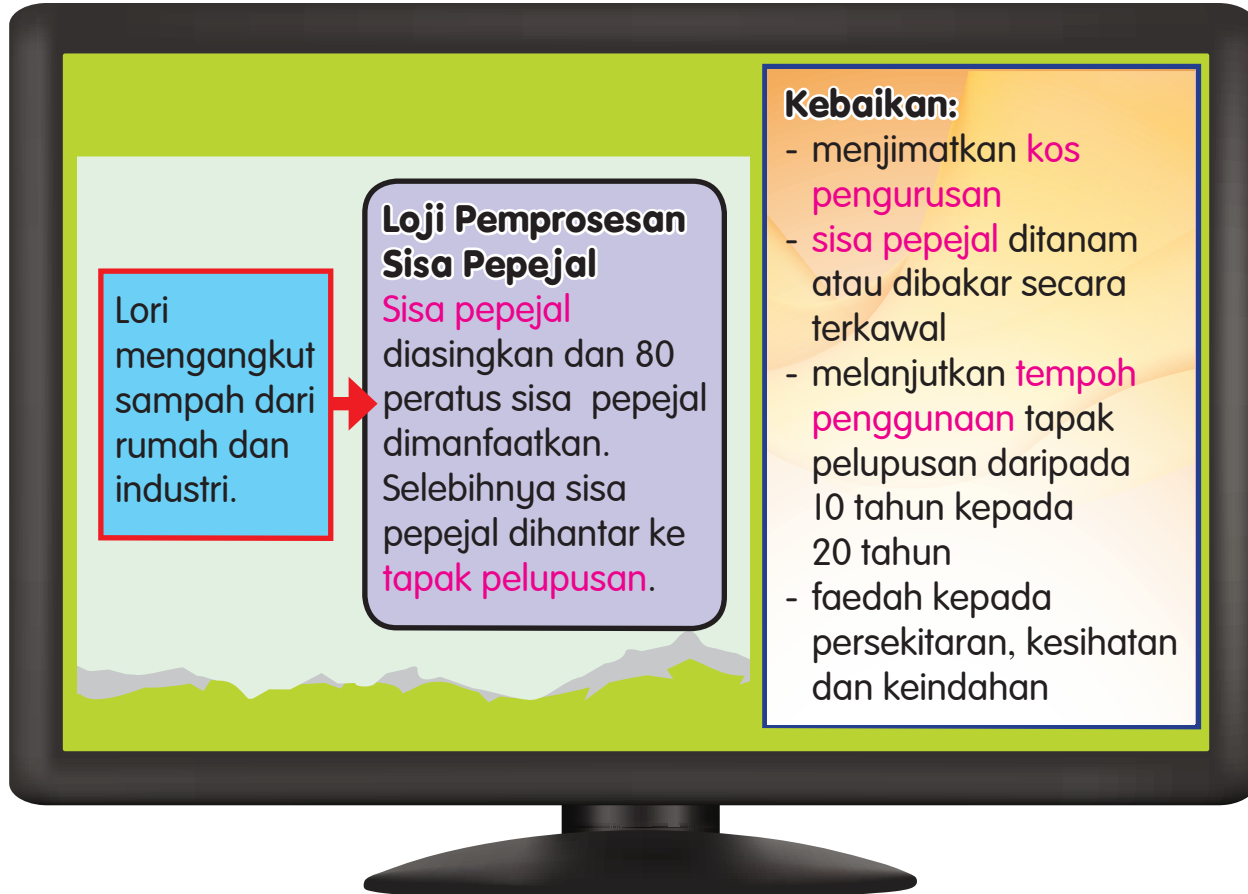 Lori
mengangkut
sampah dari
rumah dan
industri.
Loji Pemprosesan
Sisa Pepejal
Sisa pepejal
diasingkan dan 80
peratus sisa pepejal
dimanfaatkan.
Selebihnya sisa
pepejal dihantar ke
tapak pelupusan.
Kebaikan:
- menjimatkan kos
pengurusan
- sisa pepejal ditanam
atau dibakar secara
terkawal
- melanjutkan tempoh
penggunaan tapak
pelupusan daripada
10 tahun kepada
20 tahun
- faedah kepada
persekitaran, kesihatan
dan keindahan